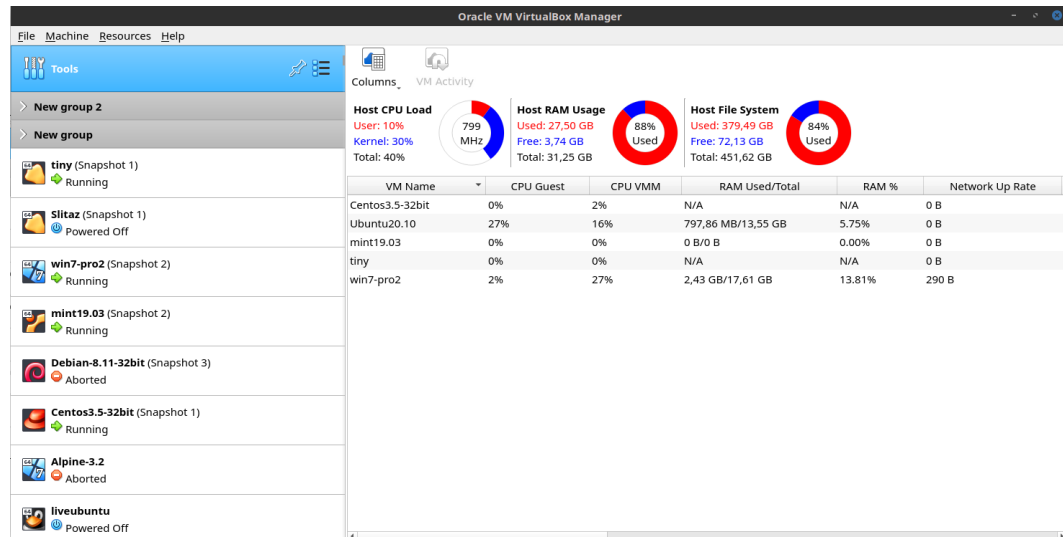 Oracle VM VirtualBox Manager
File Machine Resources Help
Tools
New group 2
New group
tiny (Snapshot 1)
Running
Slitaz (Snapshot 1)
Powered Off
win7-pro2 (Snapshot 2)
Running
mint19.03 (Snapshot 2)
Running
Debian-8.11-32bit (Snapshot 3)
Aborted
Centos3.5-32bit (Snapshot 1)
Running
Alpine-3.2
Aborted
liveubuntu
Powered Off
Columns VM Activity
Host CPU Load
User: 10%
Kernel: 30%
Total: 40%
799
MHz
Host RAM Usage
Used: 27,50 GB
Free: 3,74 GB
Total: 31,25 GB
88%
Used
Host File System
Used: 379,49 GB
Free: 72,13 GB
Total: 451,62 GB
84%
Used
VM Name CPU Guest CPU VMM RAM Used/Total RAM % Network Up Rate
Centos3.5-32bit 0% 2% N/A N/A 0 B
Ubuntu20.10 27% 16% 797,86 MB/13,55 GB 5.75% 0 B
mint19.03 0% 0% 0 B/0 B 0.00% 0 B
tiny 0% 0% N/A N/A 0 B
win7-pro2 2% 27% 2,43 GB/17,61 GB 13.81% 290 B